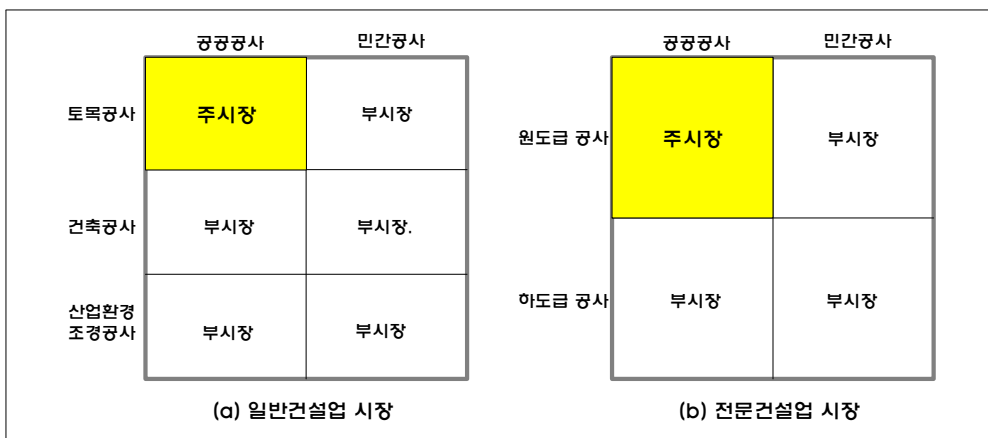 공공공사 민간공사
토목공사 주시장 부시장
건축공사 부시장 부시장.
산업환경
조경공사 부시장 부시장
(a) 일반건설업 시장
공공공사 민간공사
원도급 공사 주시장 부시장
하도급 공사 부시장 부시장
(b) 전문건설업 시장